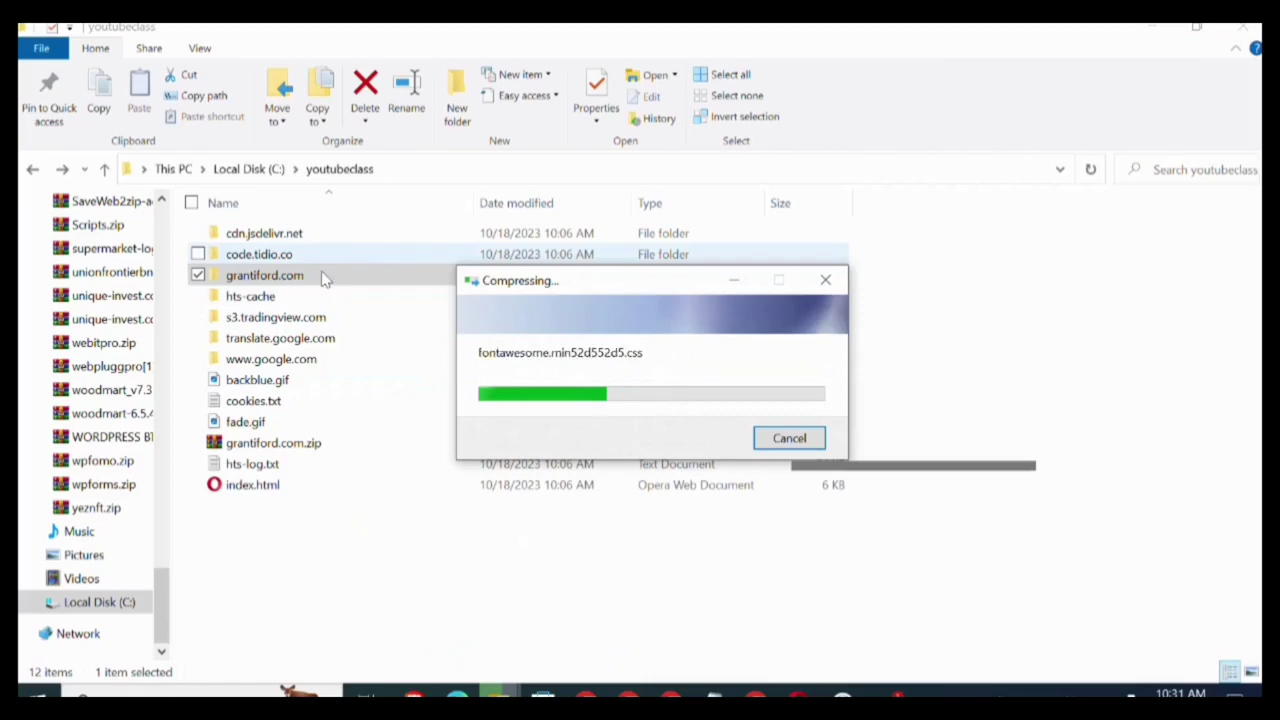 youtubeclass
File Home Share View
Pin to Quick access
Copy
Paste
Cut
Copy path
Paste shortcut
Clipboard
Move to
Copy to
Delete
Rename
Organize
New folder
New item
Easy access
New
Properties
Open
Edit
History
Open
Select all
Select none
Invert selection
Select
This PC > Local Disk (C:) > youtubeclass
Search youtubeclass
SaveWeb2zip-a
Scripts.zip
supermarket-lo
unionfrontierbn
unique-invest.co
unique-invest.co
webitpro.zip
webpluggpro[1
woodmart_v7.3
woodmart-6.5.4
WORDPRESS BT
wpfomo.zip
wpforms.zip
yeznft.zip
Music
Pictures
Videos
Local Disk (C:)
Network
Name Date modified Type Size
cdn.jsdelivr.net 10/18/2023 10:06 AM File folder
code.tidio.co 10/18/2023 10:06 AM File folder
grantiford.com
hts-cache
s3.tradingview.com
translate.google.com
www.google.com
backblue.gif
cookies.txt
fade.gif
grantiford.com.zip
hts-log.txt 10/18/2023 10:06 AM Text Document
index.html 10/18/2023 10:06 AM Opera Web Document 6 KB
Compressing...
fontawesome.min52d552d5.css
Cancel
12 items 1 item selected
10:31 AM